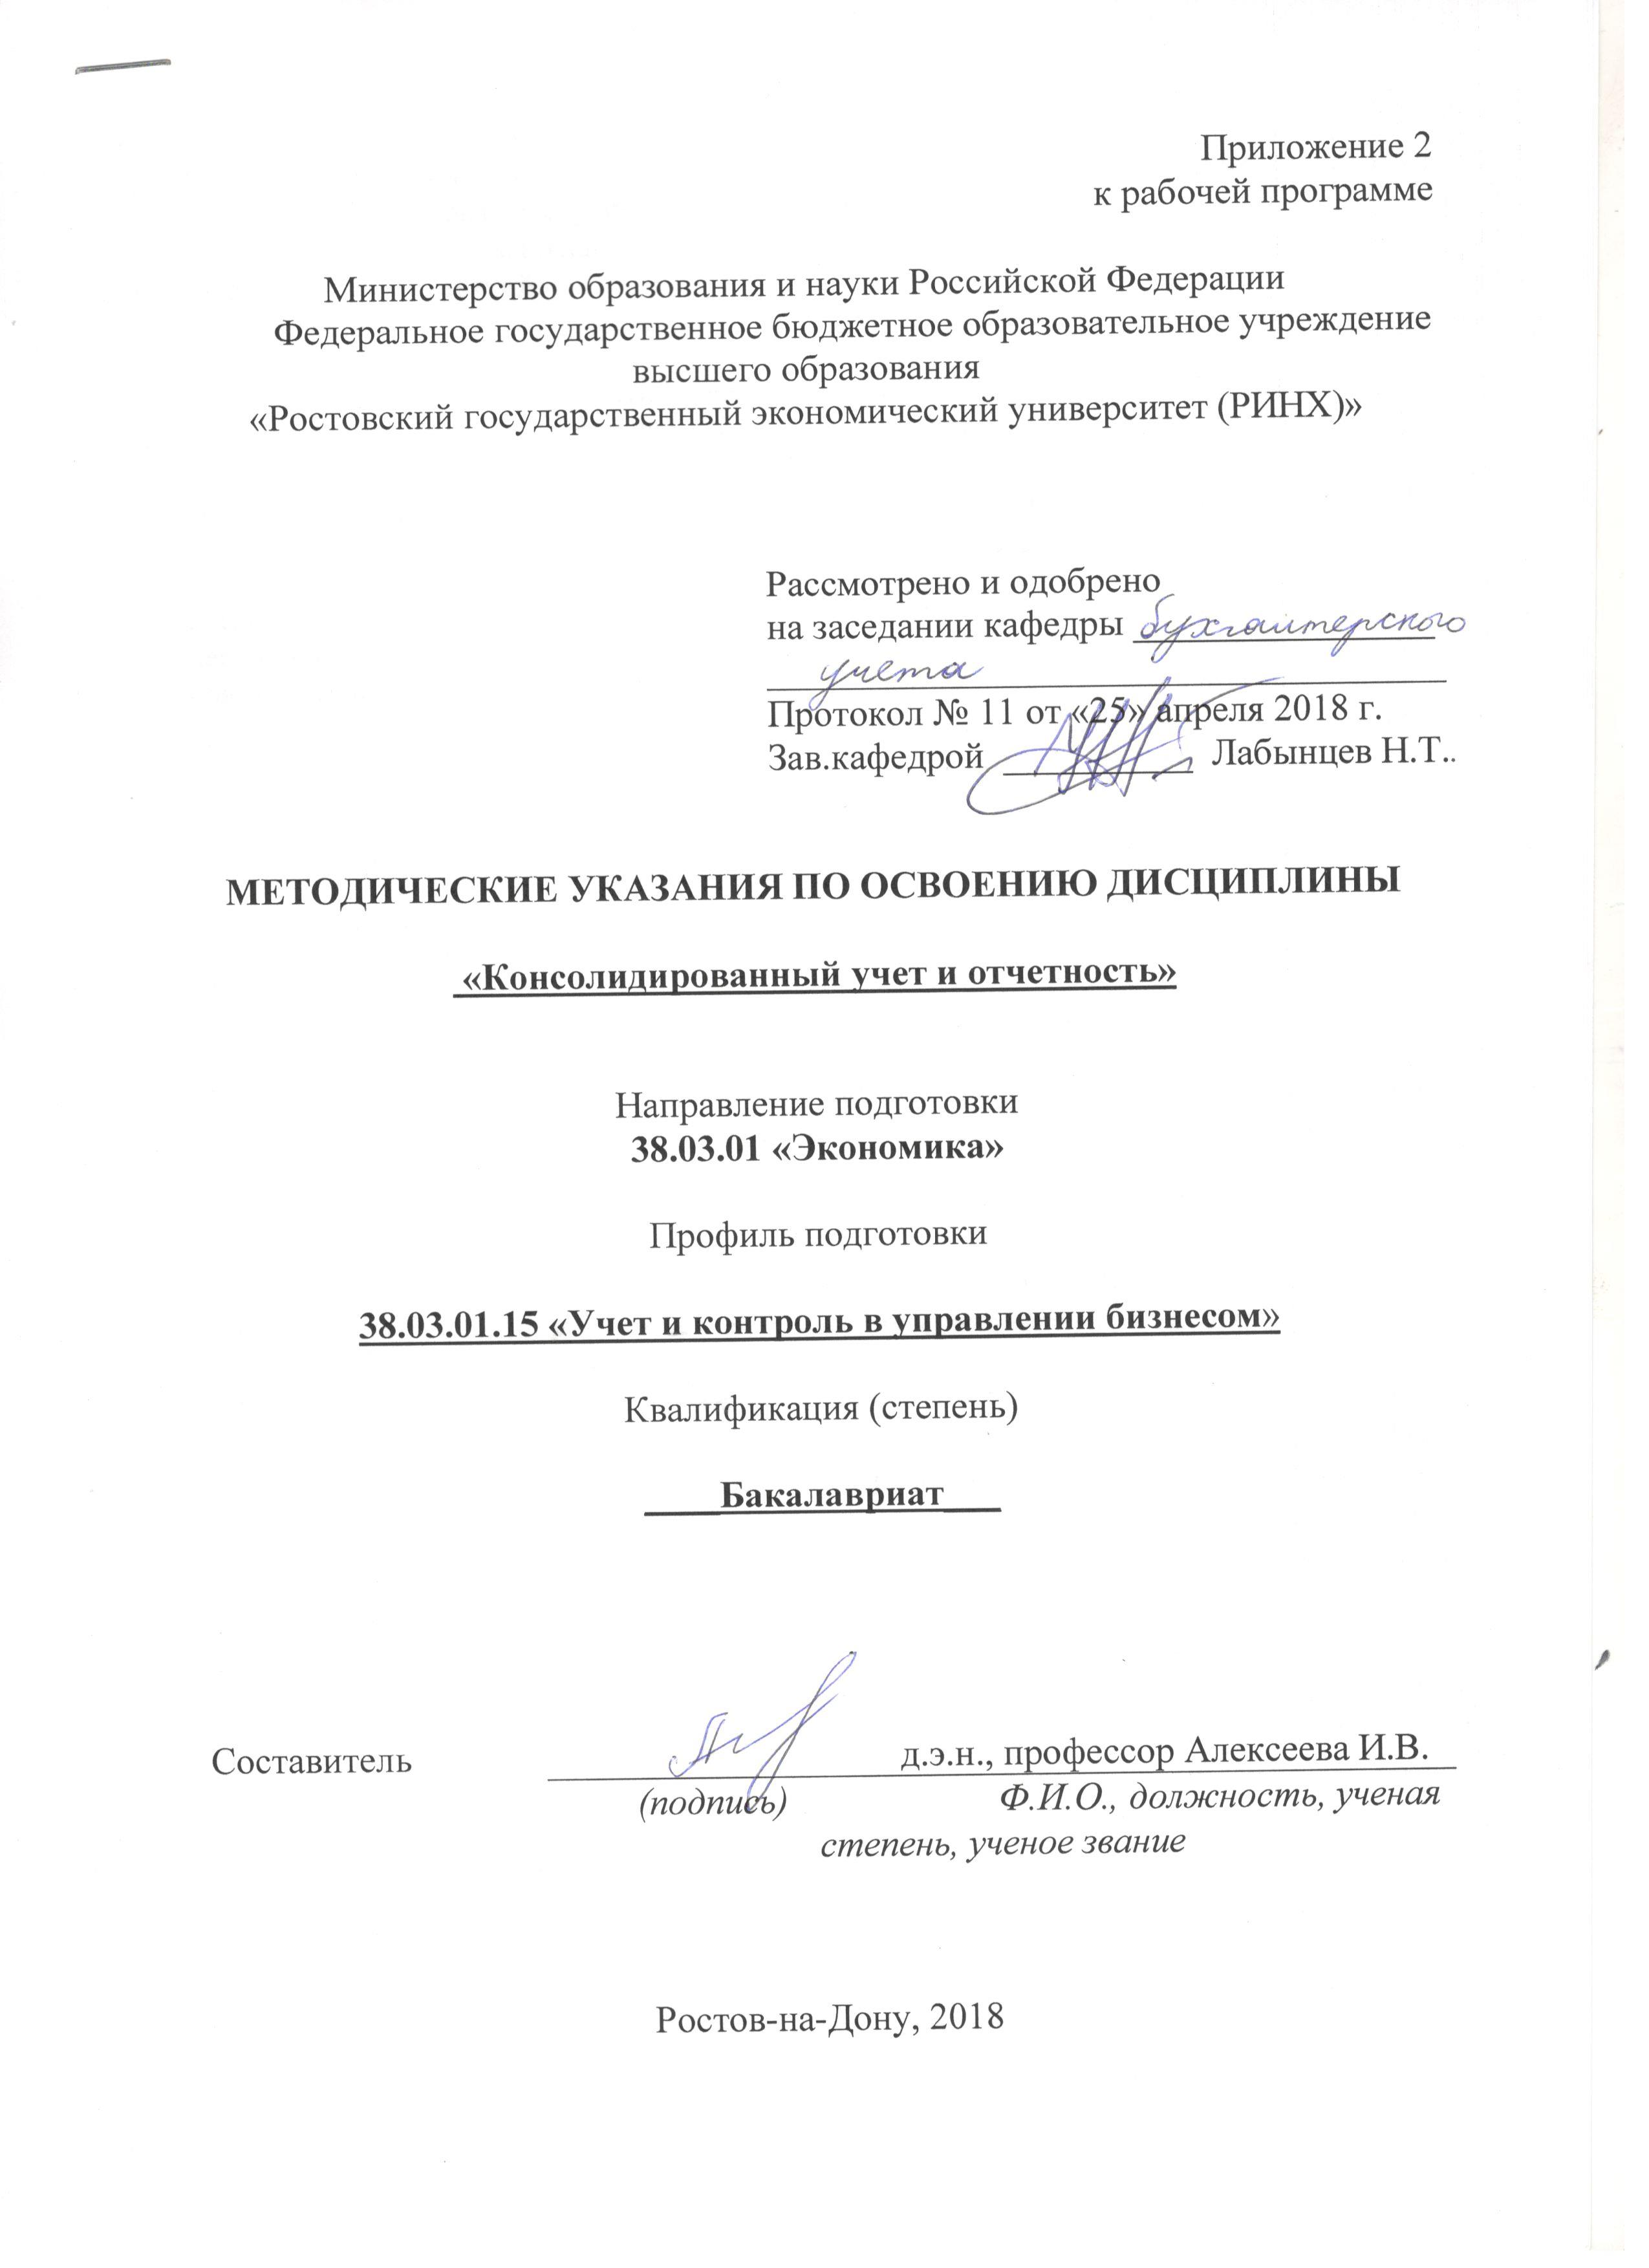 Приложение 2
к рабочей программе
Министерство образования и науки Российской Федерации
Федеральное государственное бюджетное образовательное учреждение
высшего образования
«Ростовский государственный экономический университет (РИНХ)»
Рассмотрено и одобрено
на заседании кафедры бухгалтерского
учета
Протокол № 11 от «25» апреля 2018 г.
Зав.кафедрой Лабынцев Н.Т..
МЕТОДИЧЕСКИЕ УКАЗАНИЯ ПО ОСВОЕНИЮ ДИСЦИПЛИНЫ
«Консолидированный учет и отчетность»
Направление подготовки
38.03.01 «Экономика»
Профиль подготовки
38.03.01.15 «Учет и контроль в управлении бизнесом»
Квалификация (степень)
Бакалавриат
Составитель д.э.н., профессор Алексеева И.В.
(подпись) Ф.И.О., должность, ученая
степень, ученое звание
Ростов-на-Дону, 2018